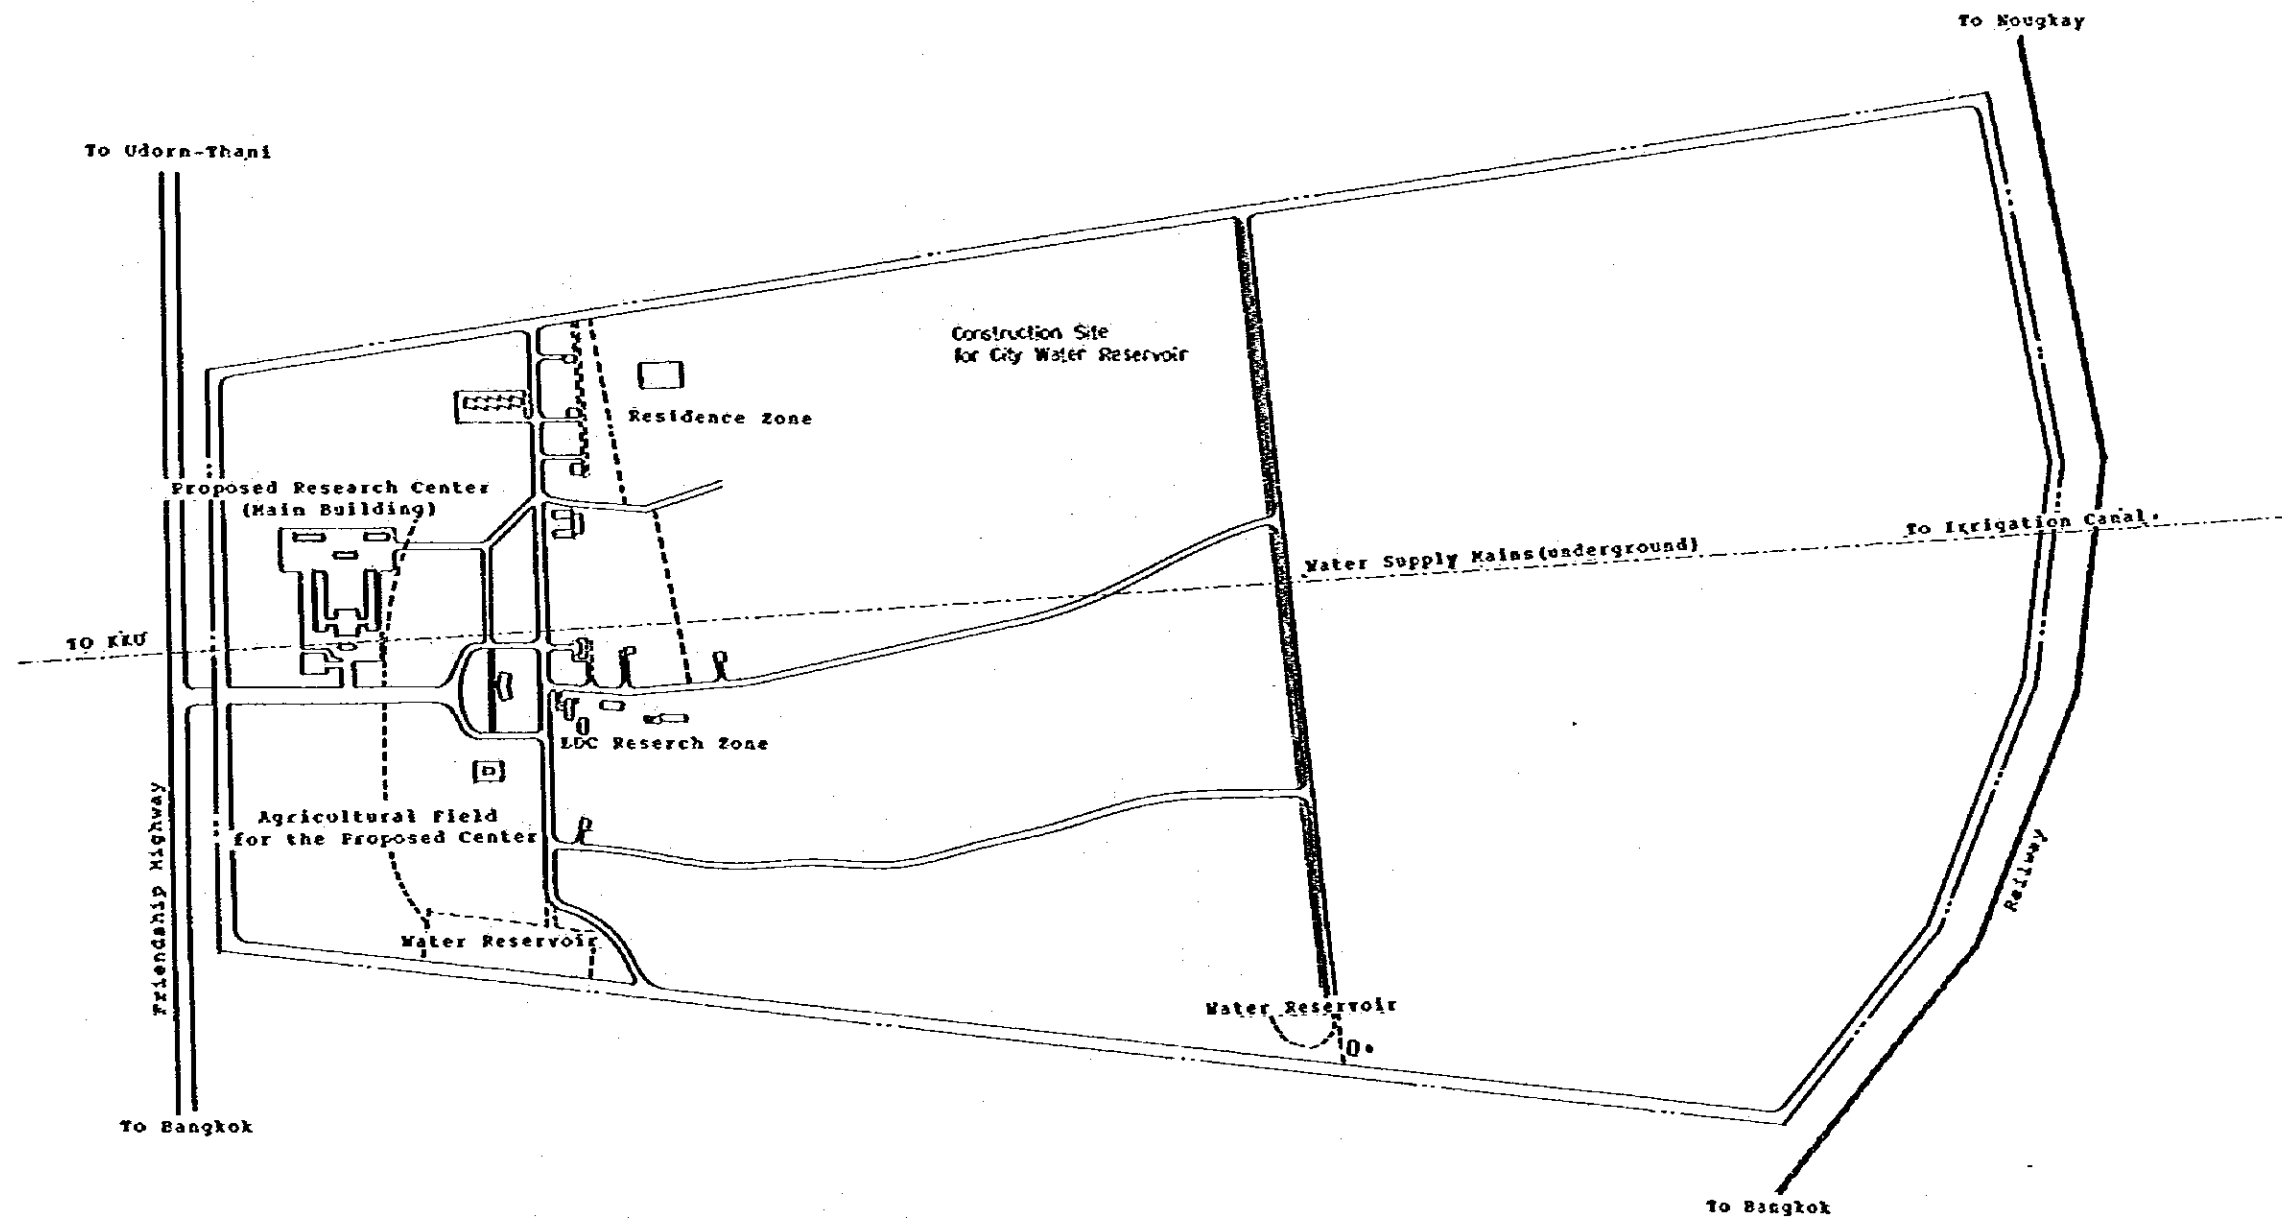 To Nougkay
To Udorn-Thani
Construction Site
for City Water Reservoir
Residence Zone
Proposed Research Center
(Main Building)
To Irrigation Canal.
Water Supply Mains(underground)
TO KKU
LDC Reserch Zone
Friendship Highway
Agricultural Field
for the Proposed Center
Railway
Water Reservoir
Water Reservoir
To Bangkok
To Bangkok